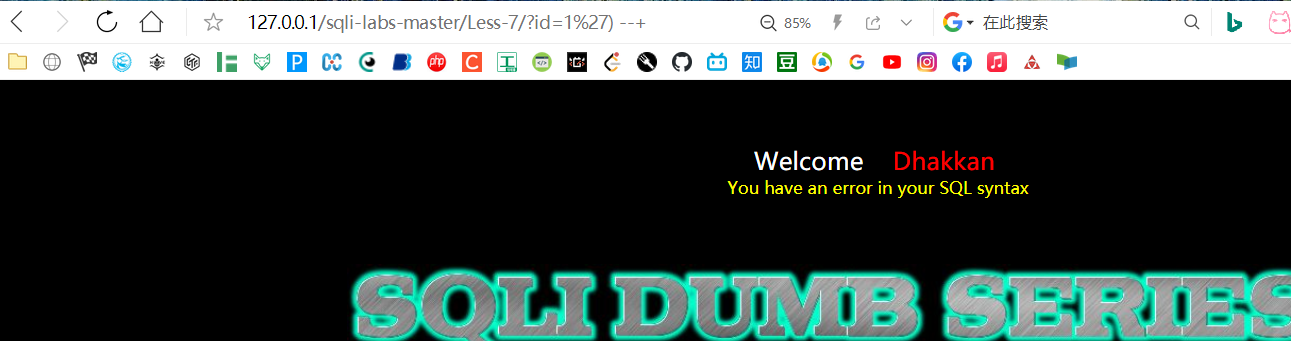 127.0.0.1/sqli-labs-master/Less-7/?id=1%27) --+
85%
在此搜索
Welcome Dhakkan
You have an error in your SQL syntax
SQLI DUMB SERIES